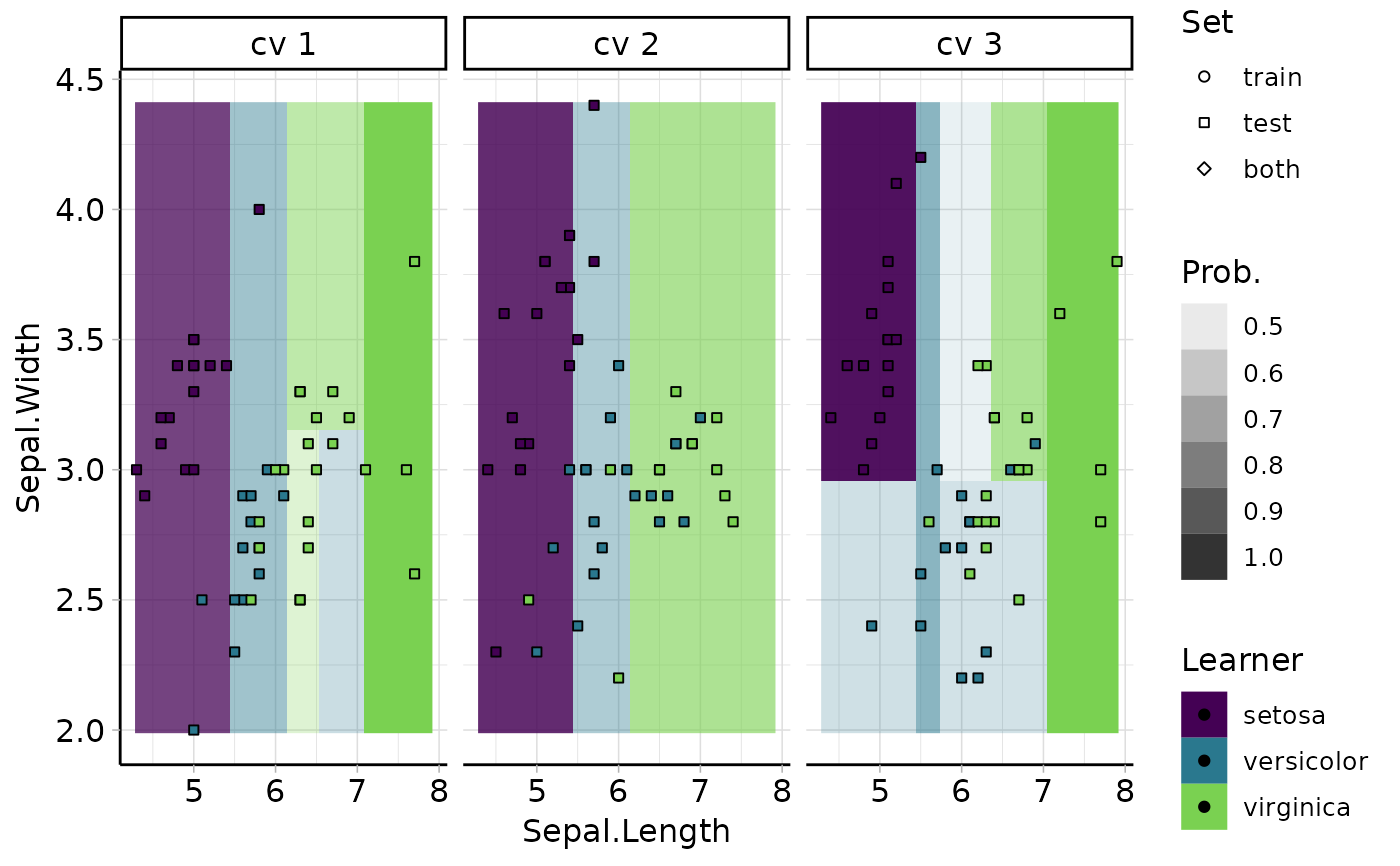 cv 1
cv 2
cv 3
4.5
4.0
3.5
3.0
2.5
2.0
Sepal.Width
5 6 7 8
5 6 7 8
5 6 7 8
Sepal.Length
Set
train
test
both
Prob.
0.5
0.6
0.7
0.8
0.9
1.0
Learner
setosa
versicolor
virginica